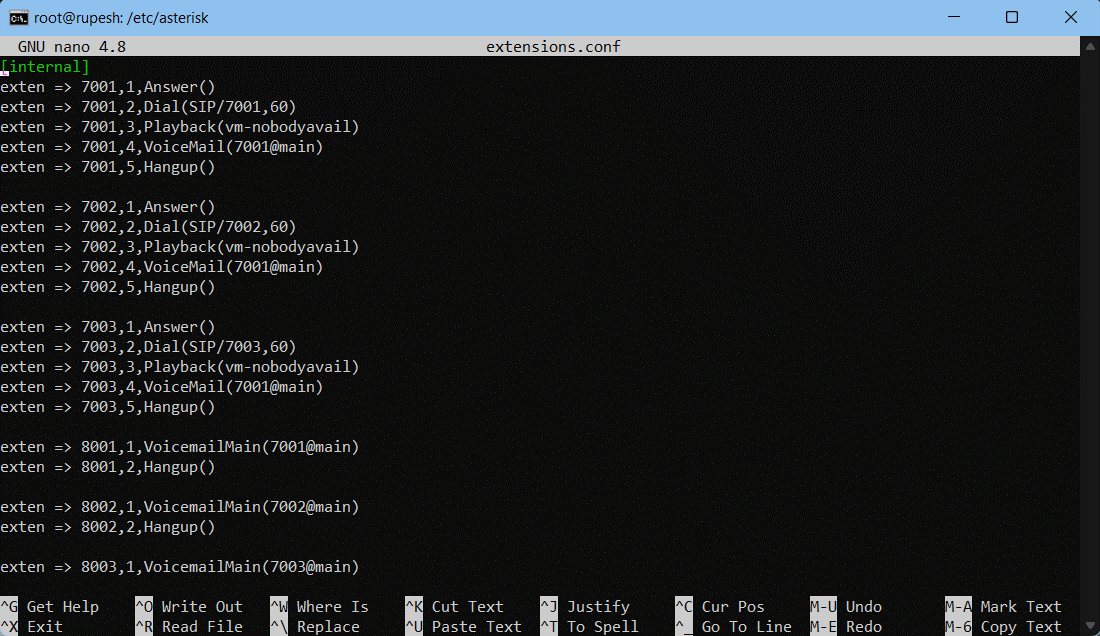 root@rupesh: /etc/asterisk
GNU nano 4.8 extensions.conf
[internal]
exten => 7001,1,Answer()
exten => 7001,2,Dial(SIP/7001,60)
exten => 7001,3,Playback(vm-nobodyavail)
exten => 7001,4,VoiceMail(7001@main)
exten => 7001,5,Hangup()
exten => 7002,1,Answer()
exten => 7002,2,Dial(SIP/7002,60)
exten => 7002,3,Playback(vm-nobodyavail)
exten => 7002,4,VoiceMail(7001@main)
exten => 7002,5,Hangup()
exten => 7003,1,Answer()
exten => 7003,2,Dial(SIP/7003,60)
exten => 7003,3,Playback(vm-nobodyavail)
exten => 7003,4,VoiceMail(7001@main)
exten => 7003,5,Hangup()
exten => 8001,1,VoicemailMain(7001@main)
exten => 8001,2,Hangup()
exten => 8002,1,VoicemailMain(7002@main)
exten => 8002,2,Hangup()
exten => 8003,1,VoicemailMain(7003@main)
^G Get Help ^O Write Out ^W Where Is ^K Cut Text ^J Justify ^C Cur Pos M-U Undo M-A Mark Text
^X Exit ^R Read File ^\ Replace ^U Paste Text ^T To Spell ^_ Go To Line M-E Redo M-6 Copy Text